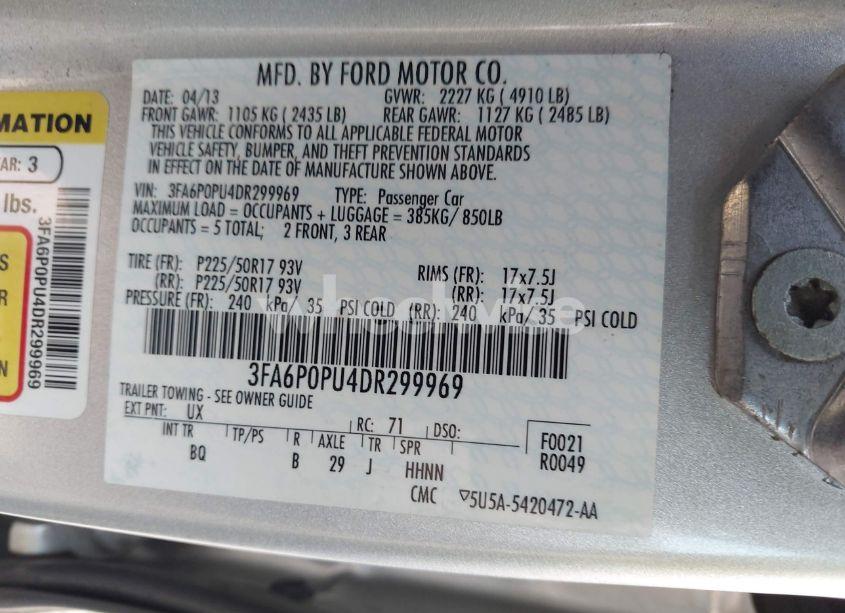 MFD. BY FORD MOTOR CO.
DATE: 04/13 GVWR: 2227 KG ( 4910 LB)
FRONT GAWR: 1105 KG ( 2435 LB) REAR GAWR: 1127 KG ( 2485 LB)
THIS VEHICLE CONFORMS TO ALL APPLICABLE FEDERAL MOTOR
VEHICLE SAFETY, BUMPER, AND THEFT PREVENTION STANDARDS
IN EFFECT ON THE DATE OF MANUFACTURE SHOWN ABOVE.
VIN: 3FA6P0PU4DR299969 TYPE: Passenger Car
MAXIMUM LOAD = OCCUPANTS + LUGGAGE = 385KG/ 850LB
OCCUPANTS = 5 TOTAL; 2 FRONT, 3 REAR
TIRE (FR): P225/50R17 93V RIMS (FR): 17x7.5J
(RR): P225/50R17 93V (RR): 17x7.5J
PRESSURE (FR): 240 kPa/ 35 PSI COLD (RR): 240 kPa/ 35 PSI COLD
3FA6P0PU4DR299969
TRAILER TOWING - SEE OWNER GUIDE
EXT PNT: UX RC: 71 DSO:
INT TR TP/PS R AXLE TR SPR
BQ B 29 J HHNN
F0021
R0049
CMC ▽5U5A-5420472-AA
MATION
AR: 3
lbs.
S
R
N
3FA6P0PU4DR299969